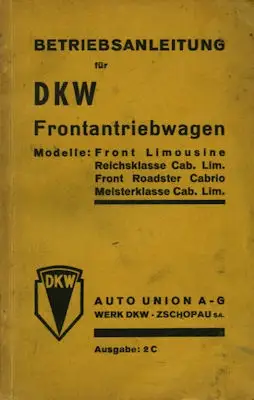 BETRIEBSANLEITUNG
für
DKW
Frontantriebwagen
Modelle: Front Limousine
Reichsklasse Cab. Lim.
Front Roadster Cabrio
Meisterklasse Cab. Lim.
DKW
AUTO UNION A-G
WERK DKW - ZSCHOPAU SA.
Ausgabe: 2 C